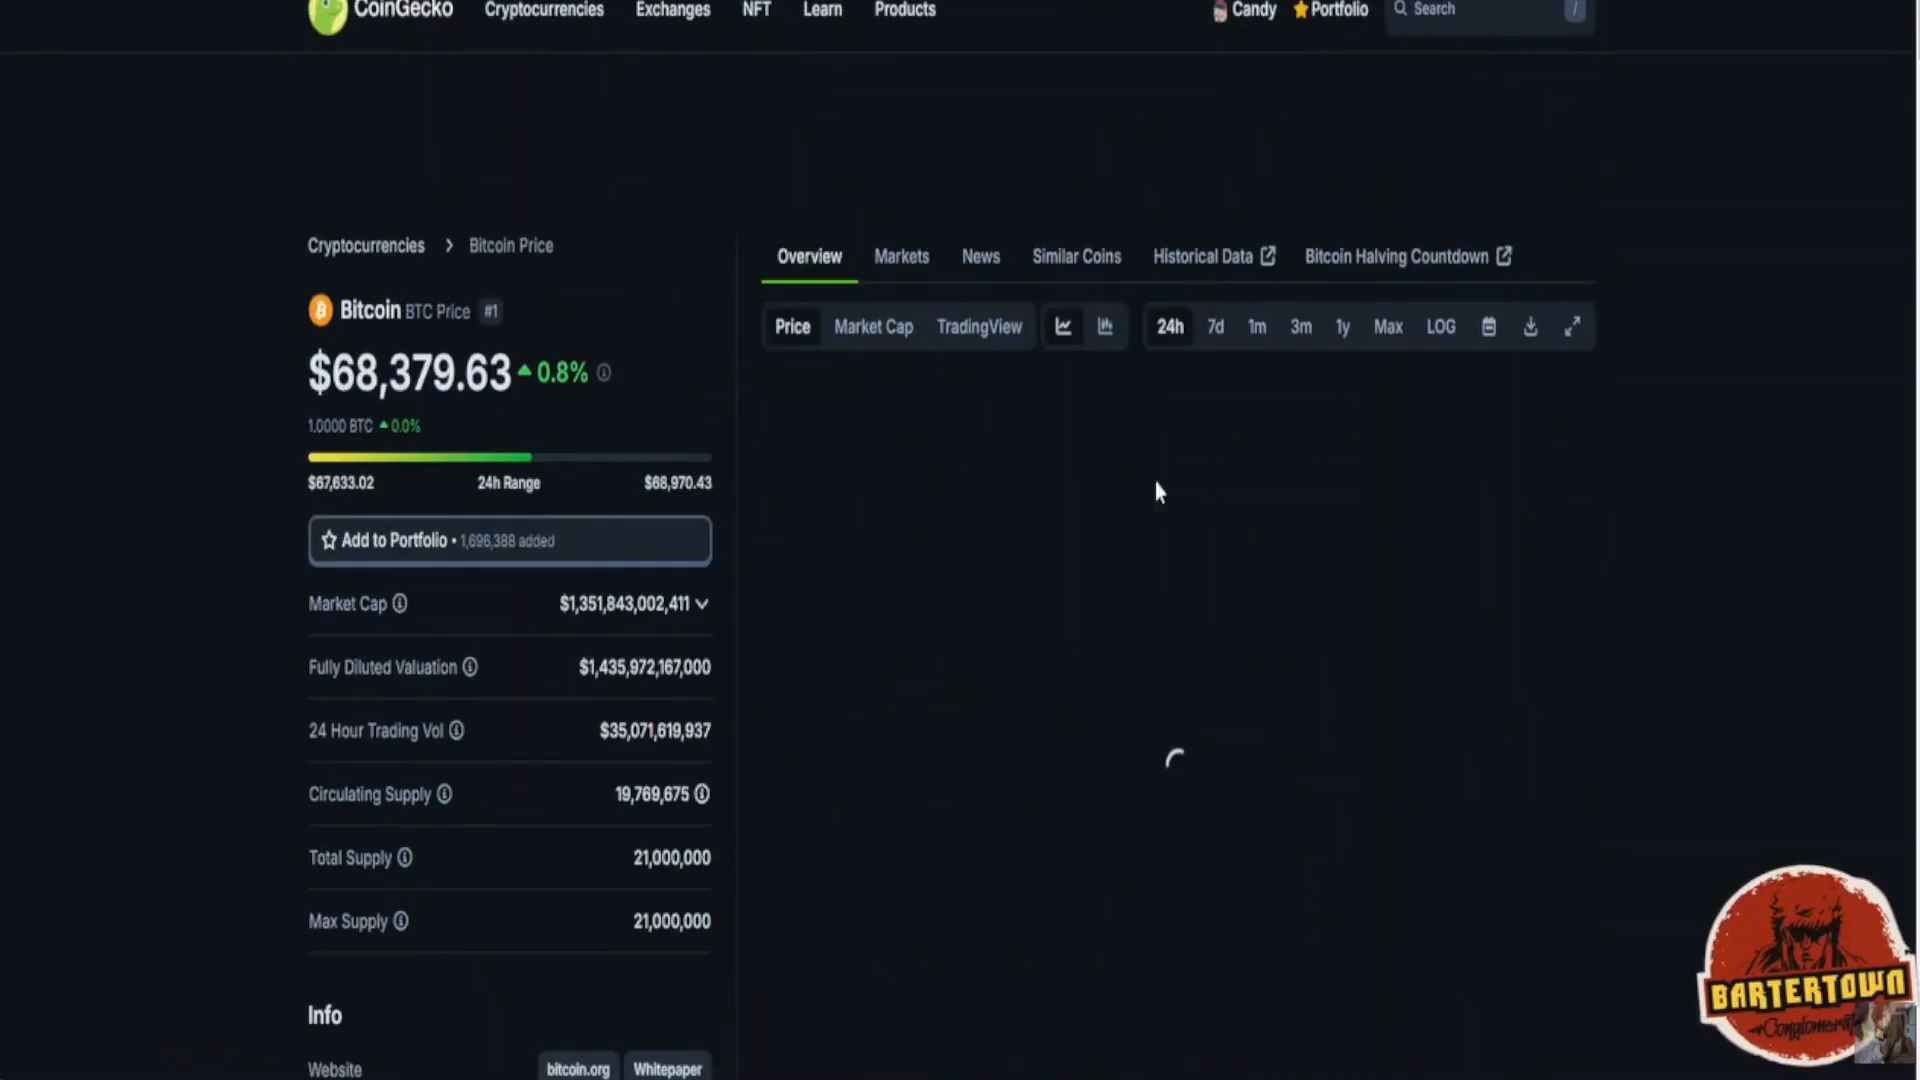 CoinGecko Cryptocurrencies Exchanges NFT Learn Products Candy Portfolio Search /
Cryptocurrencies > Bitcoin Price
Bitcoin BTC Price #1
$68,379.63 0.8%
1.0000 BTC 0.0%
$67,633.02 24h Range $68,970.43
Add to Portfolio • 1,696,388 added
Market Cap $1,351,843,002,411
Fully Diluted Valuation $1,435,972,167,000
24 Hour Trading Vol $35,071,619,937
Circulating Supply 19,769,675
Total Supply 21,000,000
Max Supply 21,000,000
Info
Website bitcoin.org Whitepaper
Overview Markets News Similar Coins Historical Data Bitcoin Halving Countdown
Price Market Cap TradingView 24h 7d 1m 3m 1y Max LOG
BARTERTOWN